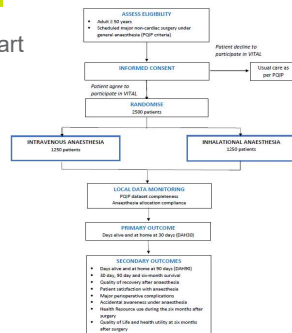 art
ASSESS ELIGIBILITY
• Adult ≥ 50 years
• Scheduled major non-cardiac surgery under
general anaesthesia (PQIP criteria)
Patient decline to
participate in VITAL
INFORMED CONSENT
Usual care as
per PQIP
Patient agree to
participate in VITAL
RANDOMISE
2500 patients
INTRAVENOUS ANAESTHESIA
1250 patients
INHALATIONAL ANAESTHESIA
1250 patients
LOCAL DATA MONITORING
PQIP dataset completeness
Anaesthesia allocation compliance
PRIMARY OUTCOME
Days alive and at home at 30 days (DAH30)
SECONDARY OUTCOMES
• Days alive and at home at 90 days (DAH90)
• 30 day, 90 day and six-month survival
• Quality of recovery after anaesthesia
• Patient satisfaction with anaesthesia
• Major perioperative complications
• Accidental awareness under anaesthesia
• Health Resource use during the six months after
surgery
• Quality of Life and health utility at six months
after surgery